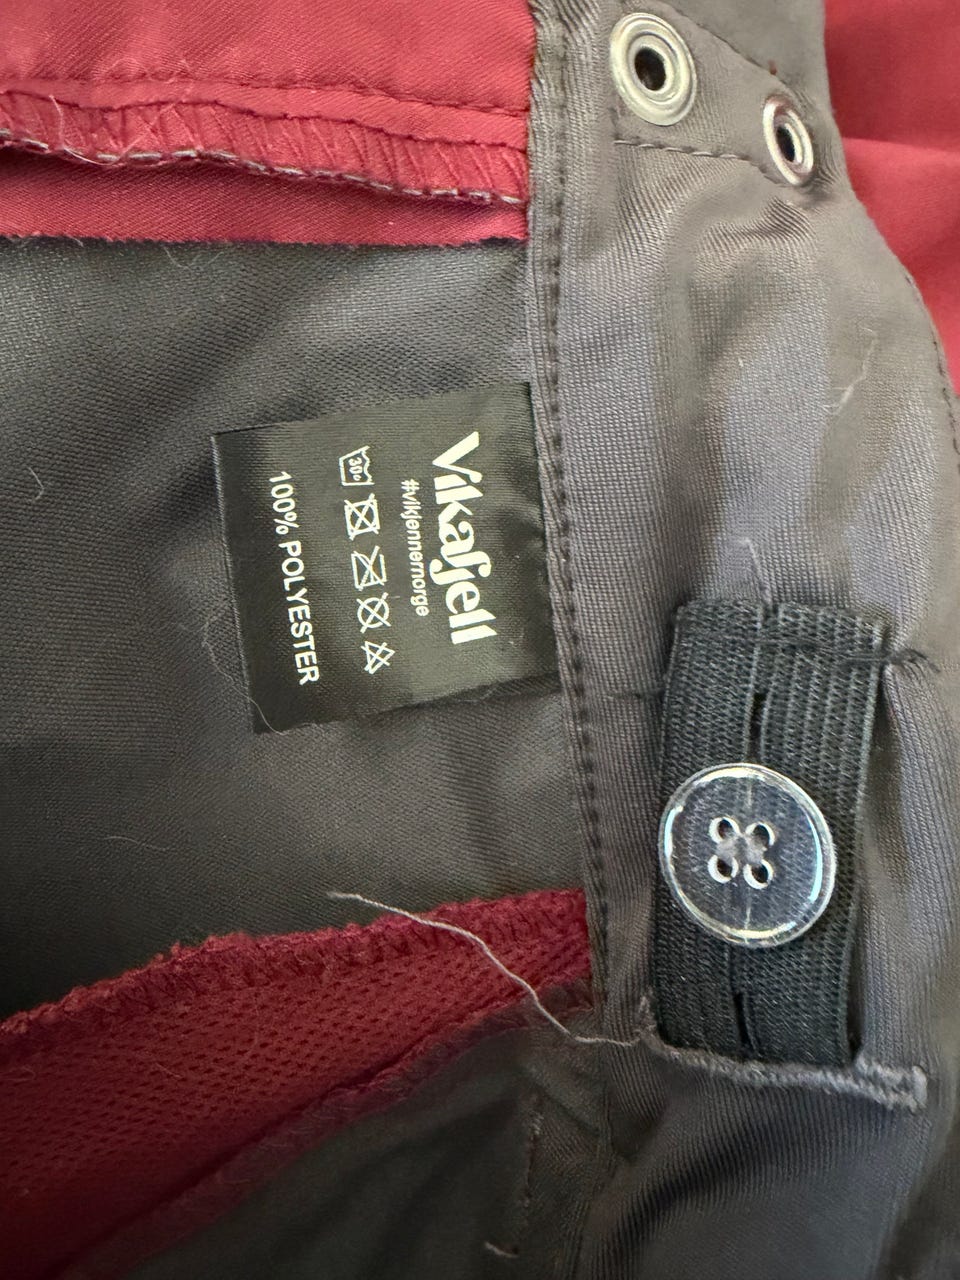 Vikafjell
#vikjennernorge
30°
100% POLYESTER